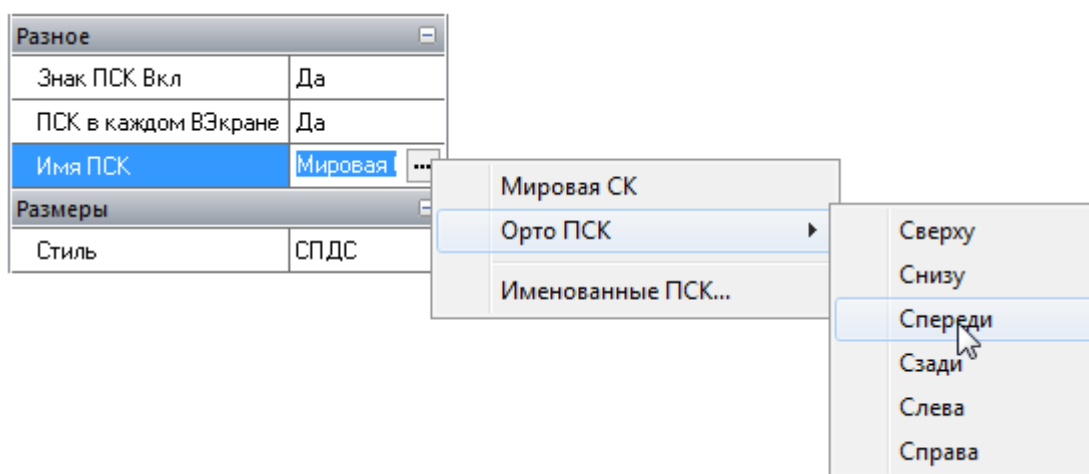 Разное
Знак ПСК Вкл Да
ПСК в каждом ВЭкране Да
Имя ПСК Мировая ...
Размеры
Стиль СПДС
Мировая СК
Орто ПСК
Именованные ПСК...
Сверху
Снизу
Спереди
Сзади
Слева
Справа